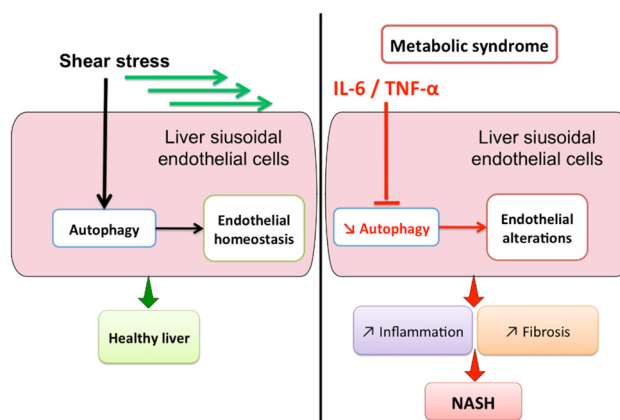 Shear stress
Liver siusoidal
endothelial cells
Autophagy
Endothelial
homeostasis
Healthy liver
Metabolic syndrome
IL-6 / TNF-α
Liver siusoidal
endothelial cells
↘ Autophagy
Endothelial
alterations
↗ Inflammation
↗ Fibrosis
NASH